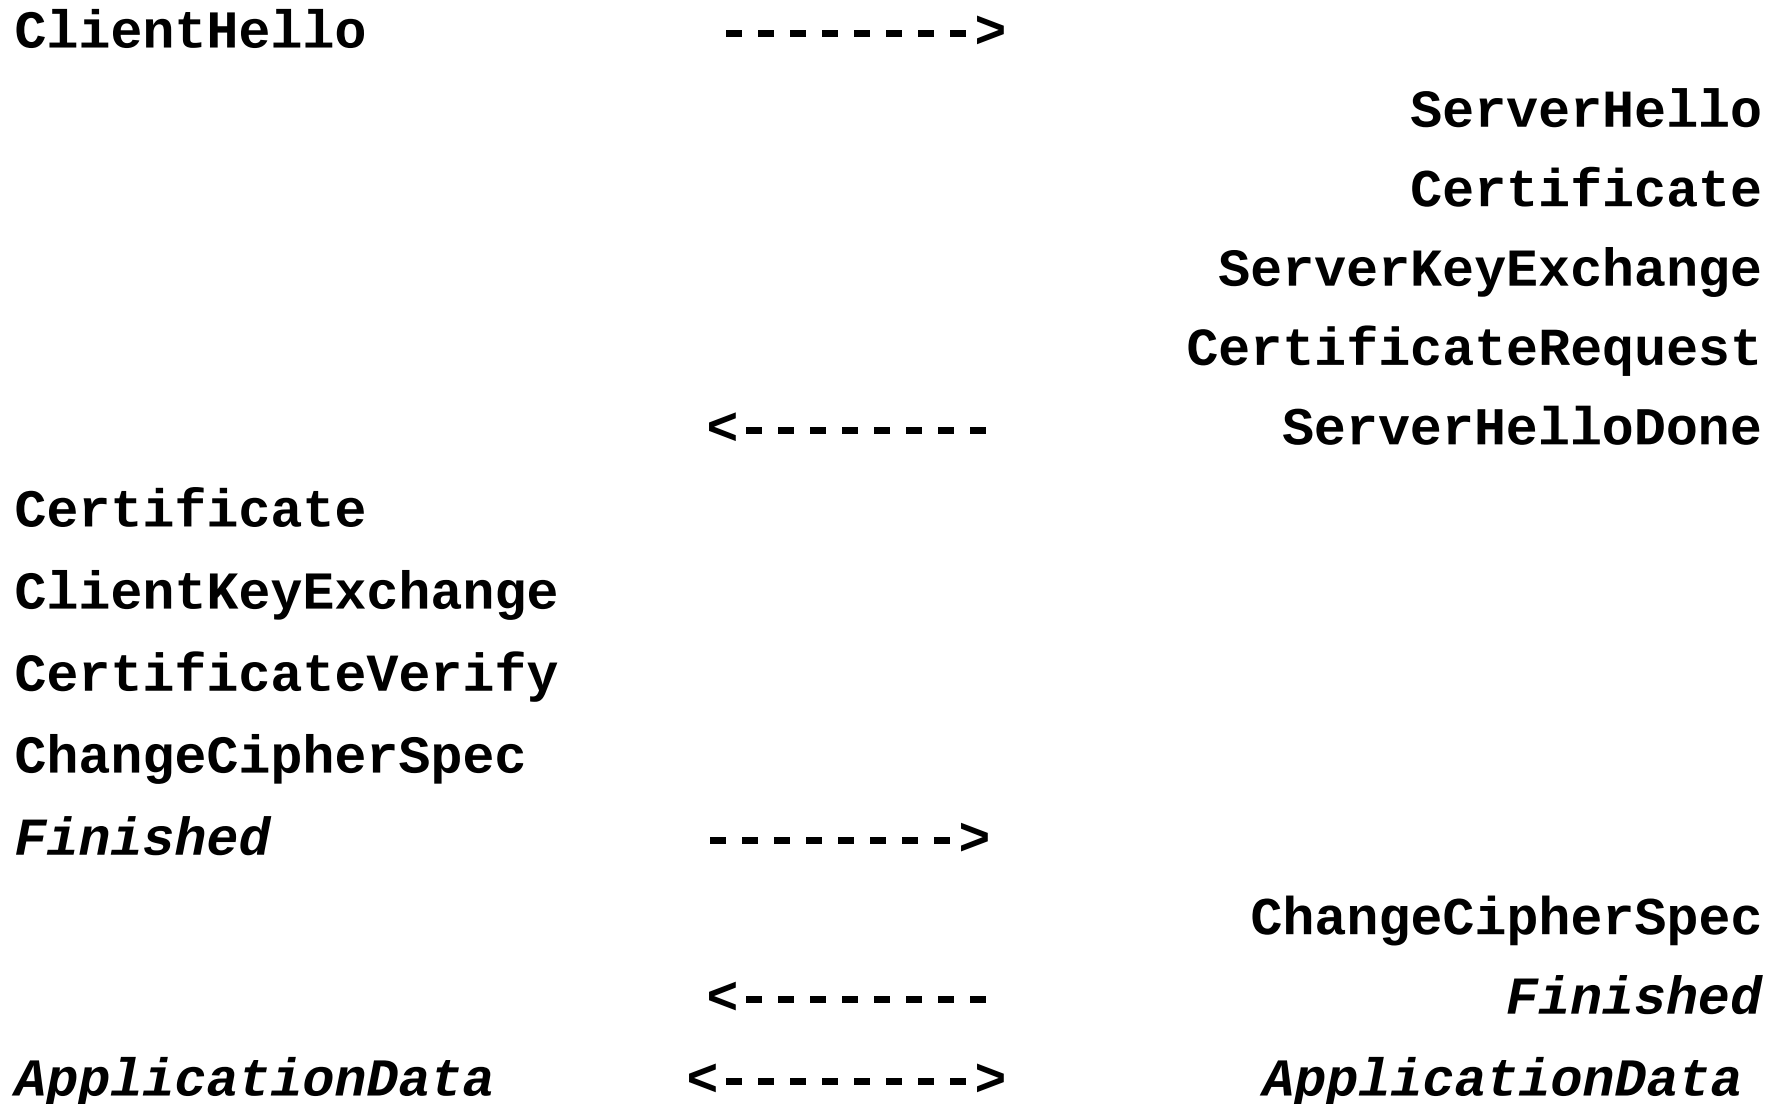 ClientHello -------->
ServerHello
Certificate
ServerKeyExchange
CertificateRequest
<-------- ServerHelloDone
Certificate
ClientKeyExchange
CertificateVerify
ChangeCipherSpec
Finished -------->
ChangeCipherSpec
<-------- Finished
ApplicationData <--------> ApplicationData